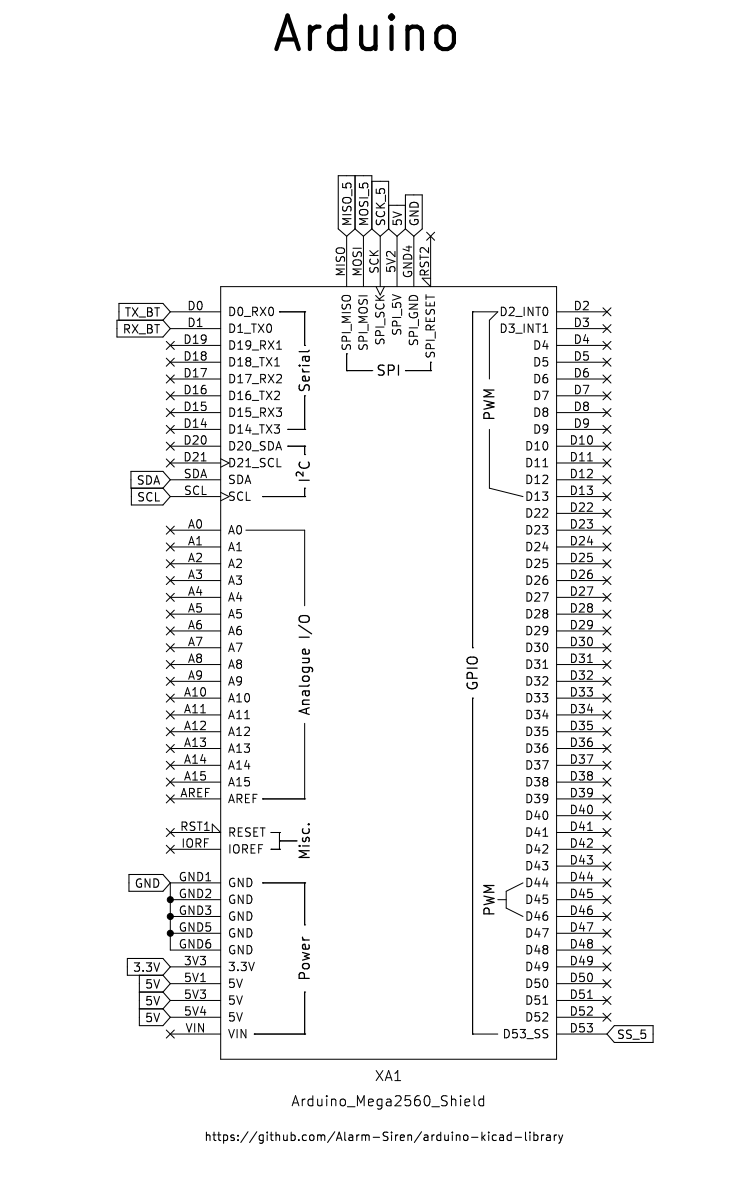 Arduino
MISO_5 MOSI_5 SCK_5 5V GND
MISO MOSI SCK 5V2 GND4 RST2
SPI_MISO SPI_MOSI SPI_SCK SPI_5V SPI_GND SPI_RESET
SPI
TX_BT D0 D0_RX0 D2_INT0 D2
RX_BT D1 D1_TX0 D3_INT1 D3
D19 D19_RX1 D4 D4
D18 D18_TX1 D5 D5
D17 D17_RX2 D6 D6
D16 D16_TX2 D7 D7
D15 D15_RX3 D8 D8
D14 D14_TX3 D9 D9
Serial
PWM
D20 D20_SDA D10 D10
D21 D21_SCL D11 D11
SDA SDA SDA D12 D12
SCL SCL SCL D13 D13
I²C
D22 D22
A0 A0 D23 D23
A1 A1 D24 D24
A2 A2 D25 D25
A3 A3 D26 D26
A4 A4 D27 D27
A5 A5 D28 D28
A6 A6 D29 D29
A7 A7 D30 D30
A8 A8 D31 D31
A9 A9 D32 D32
A10 A10 D33 D33
A11 A11 D34 D34
A12 A12 D35 D35
A13 A13 D36 D36
A14 A14 D37 D37
A15 A15 D38 D38
AREF AREF D39 D39
Analogue I/O
GPIO
D40 D40
RST1 RESET D41 D41
IORF IOREF D42 D42
Misc.
D43 D43
GND GND1 GND D44 D44
GND2 GND D45 D45
GND3 GND D46 D46
PWM
GND5 GND D47 D47
GND6 GND D48 D48
3.3V 3V3 3.3V D49 D49
5V 5V1 5V D50 D50
5V 5V3 5V D51 D51
5V 5V4 5V D52 D52
VIN VIN D53_SS D53 SS_5
Power
XA1
Arduino_Mega2560_Shield
https://github.com/Alarm-Siren/arduino-kicad-library